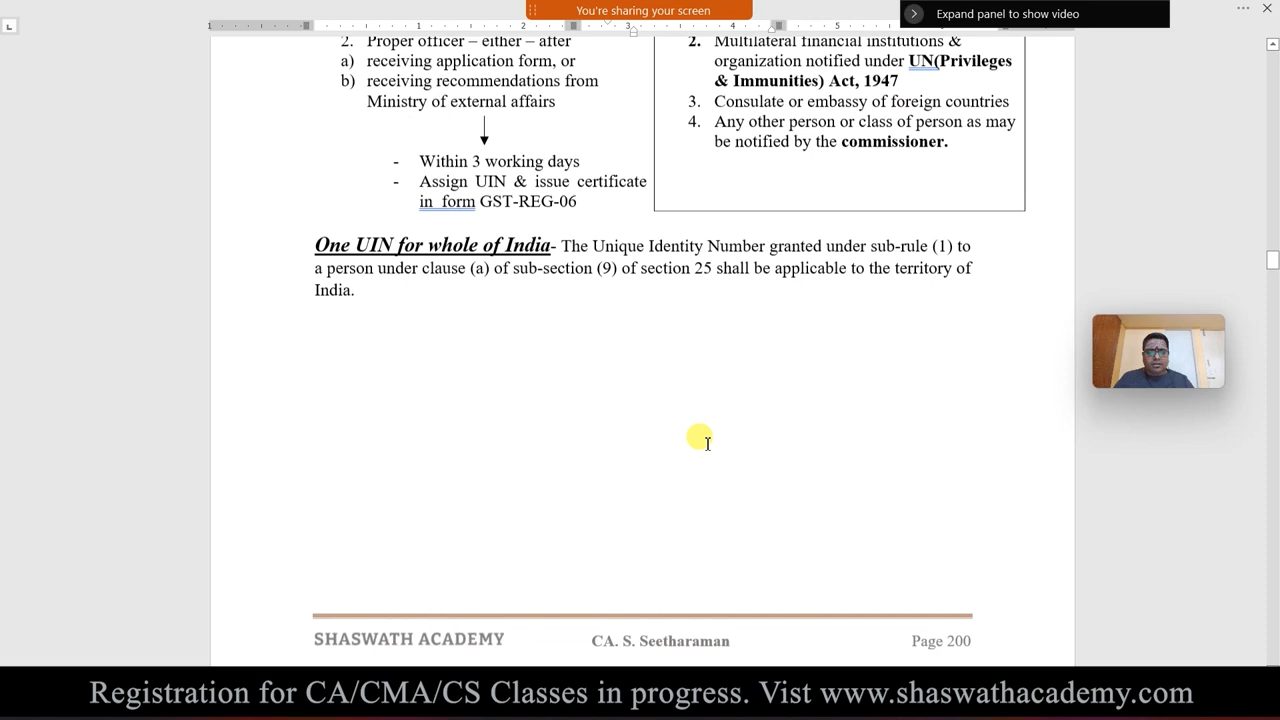 You're sharing your screen
Expand panel to show video
1 1 2 3 4 5
2. Proper officer – either – after
a) receiving application form, or
b) receiving recommendations from
Ministry of external affairs
- Within 3 working days
- Assign UIN & issue certificate
in form GST-REG-06
2. Multilateral financial institutions &
organization notified under UN(Privileges
& Immunities) Act, 1947
3. Consulate or embassy of foreign countries
4. Any other person or class of person as may
be notified by the commissioner.
One UIN for whole of India- The Unique Identity Number granted under sub-rule (1) to
a person under clause (a) of sub-section (9) of section 25 shall be applicable to the territory of
India.
SHASWATH ACADEMY CA. S. Seetharaman Page 200
Registration for CA/CMA/CS Classes in progress. Vist www.shaswathacademy.com